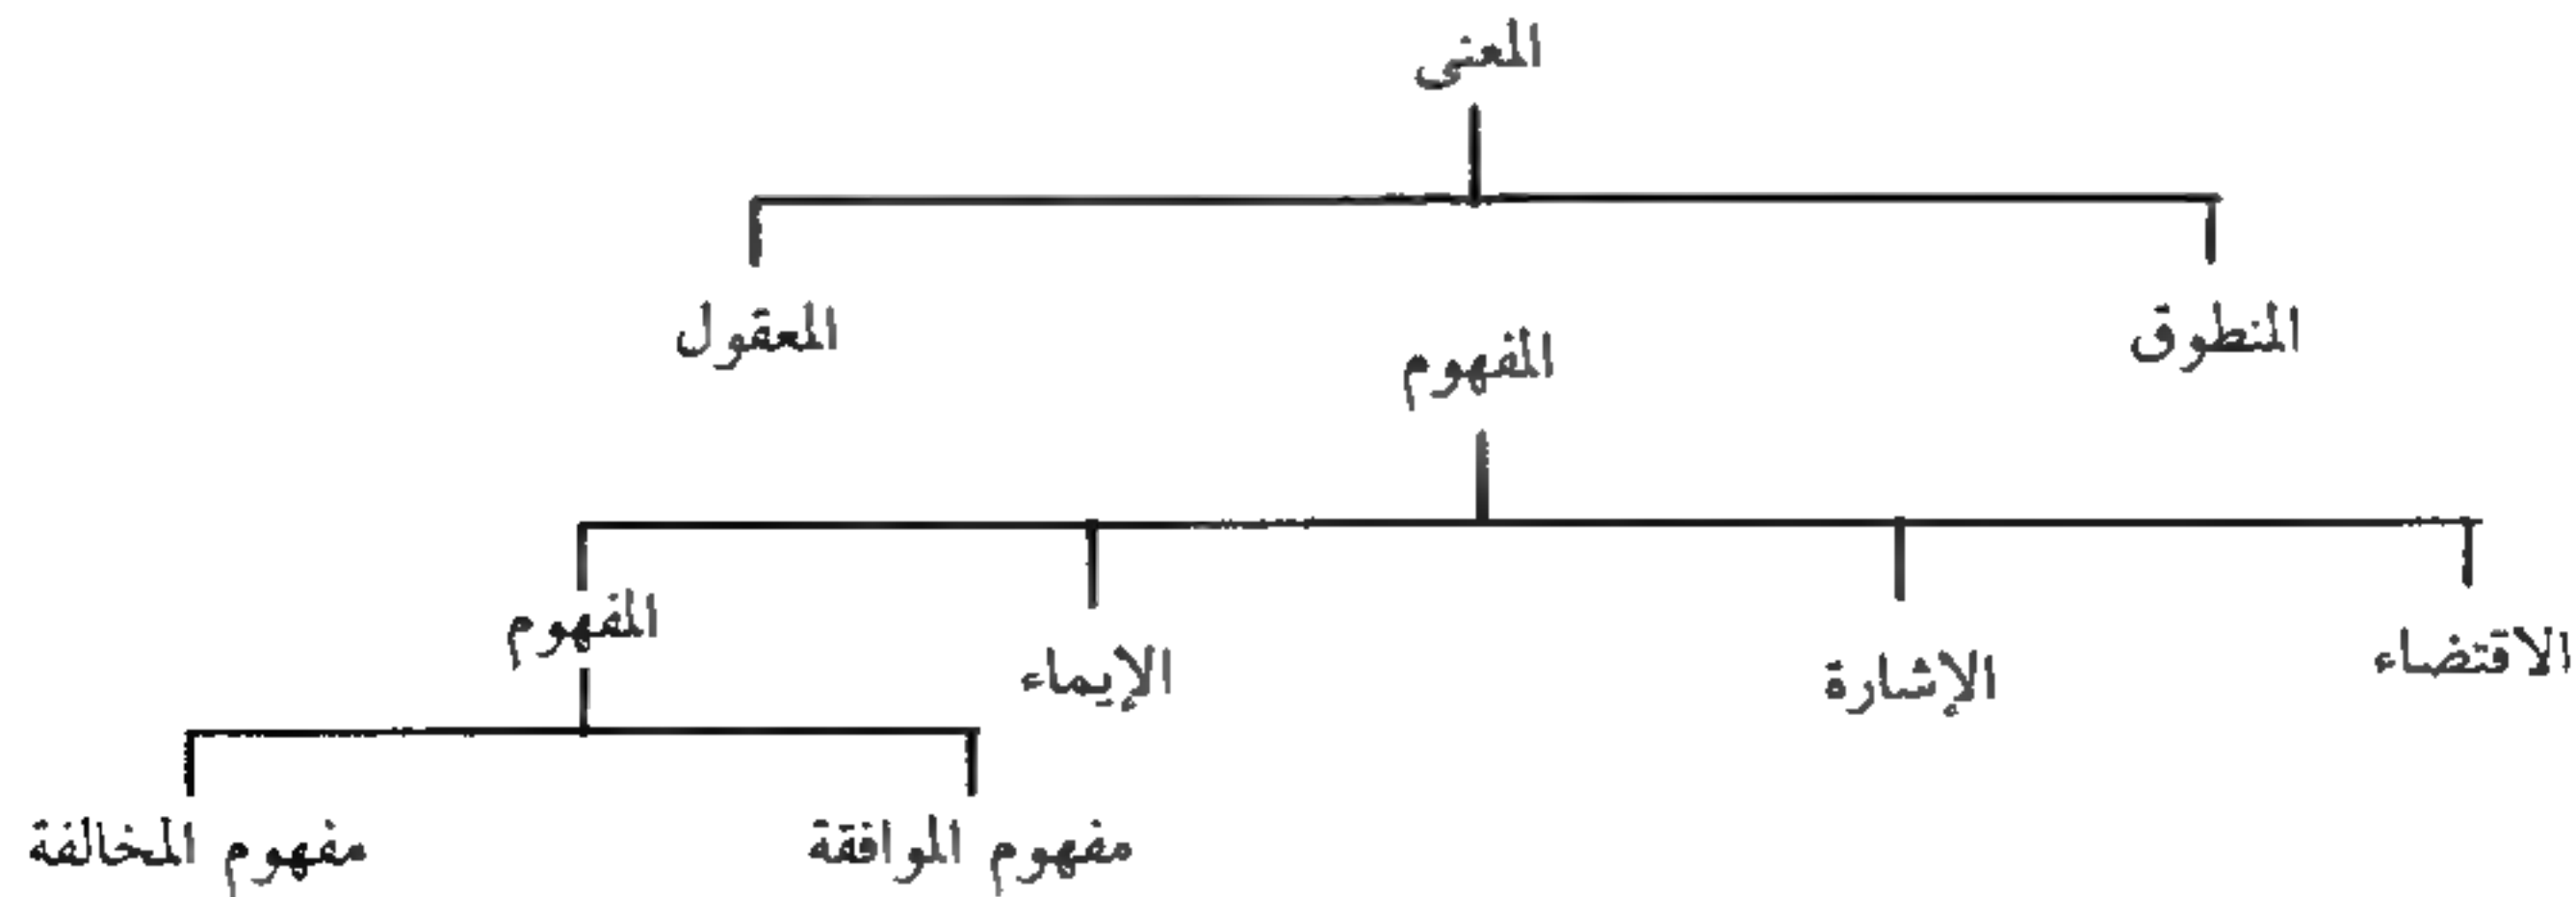 المعنى
المنطوق
المفهوم
المعقول
الاقتضاء
الإشارة
الإيماء
المفهوم
مفهوم الموافقة
مفهوم المخالفة